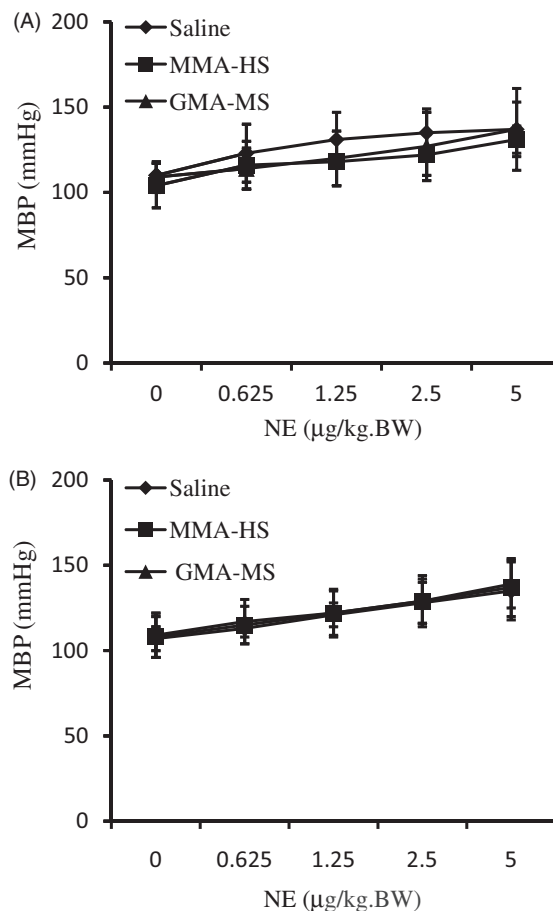 (A)
200
Saline
MMA-HS
GMA-MS
150
100
50
0
MBP (mmHg)
0 0.625 1.25 2.5 5
NE (µg/kg.BW)
(B)
200
Saline
MMA-HS
GMA-MS
150
100
50
0
MBP (mmHg)
0 0.625 1.25 2.5 5
NE (µg/kg.BW)